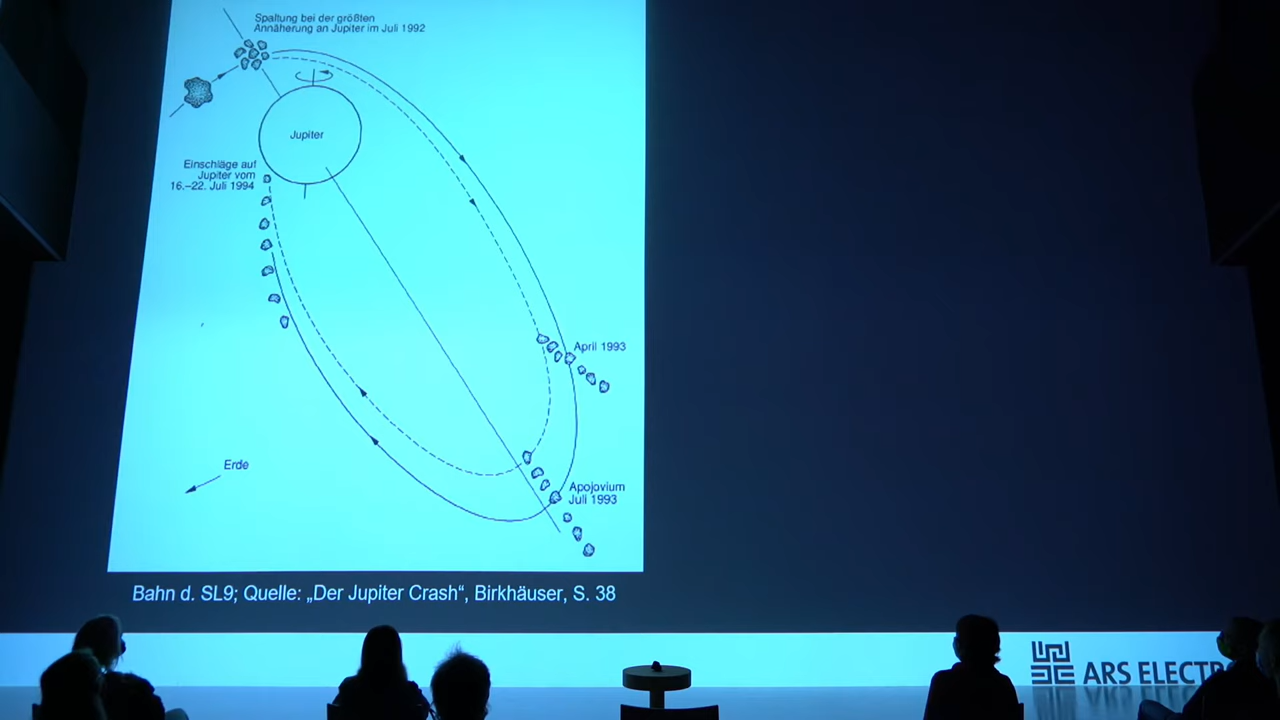 Spaltung bei der größten
Annäherung an Jupiter im Juli 1992
Jupiter
Einschläge auf
Jupiter vom
16.–22. Juli 1994
April 1993
Erde
Apojovium
Juli 1993
Bahn d. SL9; Quelle: „Der Jupiter Crash“, Birkhäuser, S. 38
ARS ELECTR